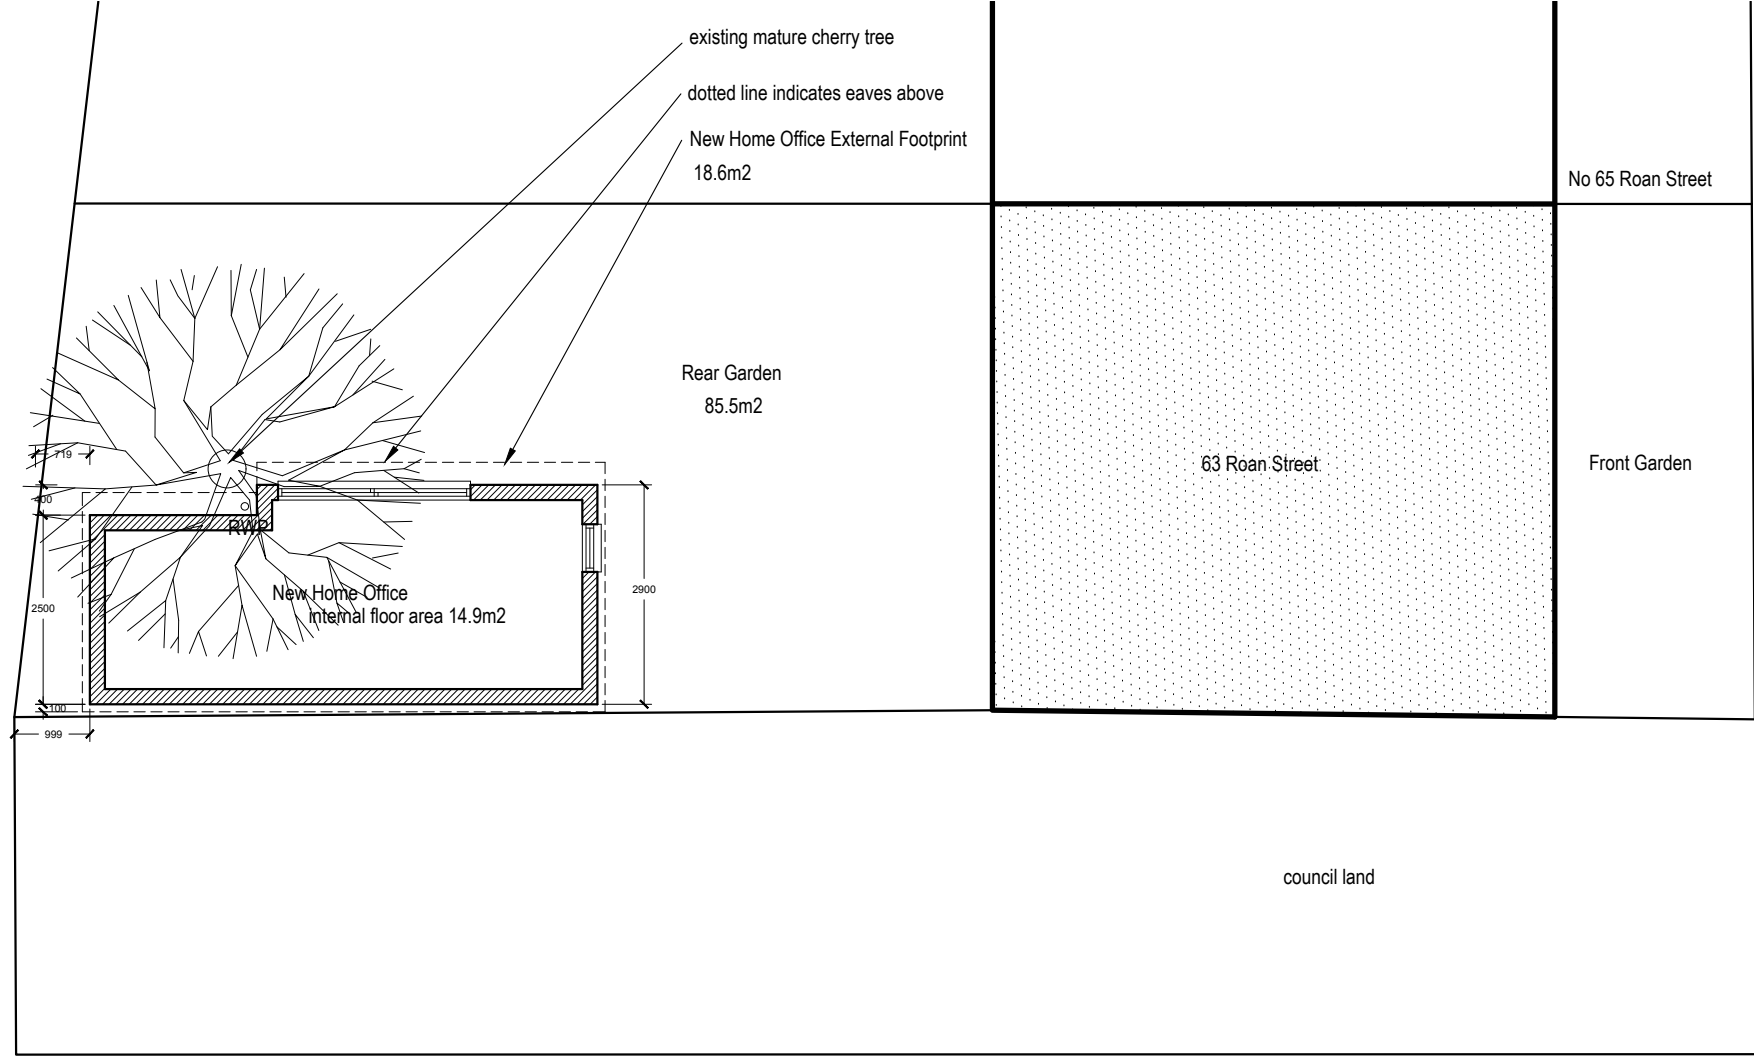 existing mature cherry tree
dotted line indicates eaves above
New Home Office External Footprint
18.6m2
No 65 Roan Street
Rear Garden
85.5m2
63 Roan Street
Front Garden
719
400
RWP
2500
New Home Office
internal floor area 14.9m2
2900
100
999
council land